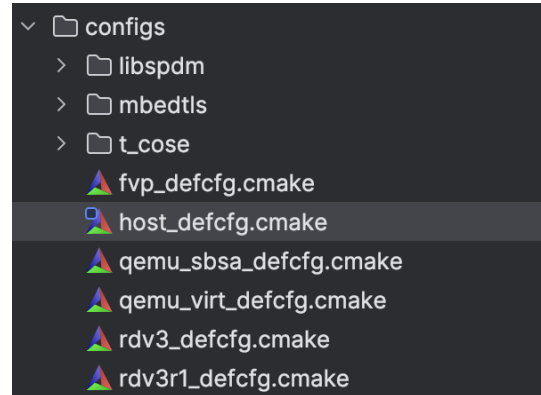 configs
libspdm
mbedtls
t_cose
fvp_defcfg.cmake
host_defcfg.cmake
qemu_sbsa_defcfg.cmake
qemu_virt_defcfg.cmake
rdv3_defcfg.cmake
rdv3r1_defcfg.cmake